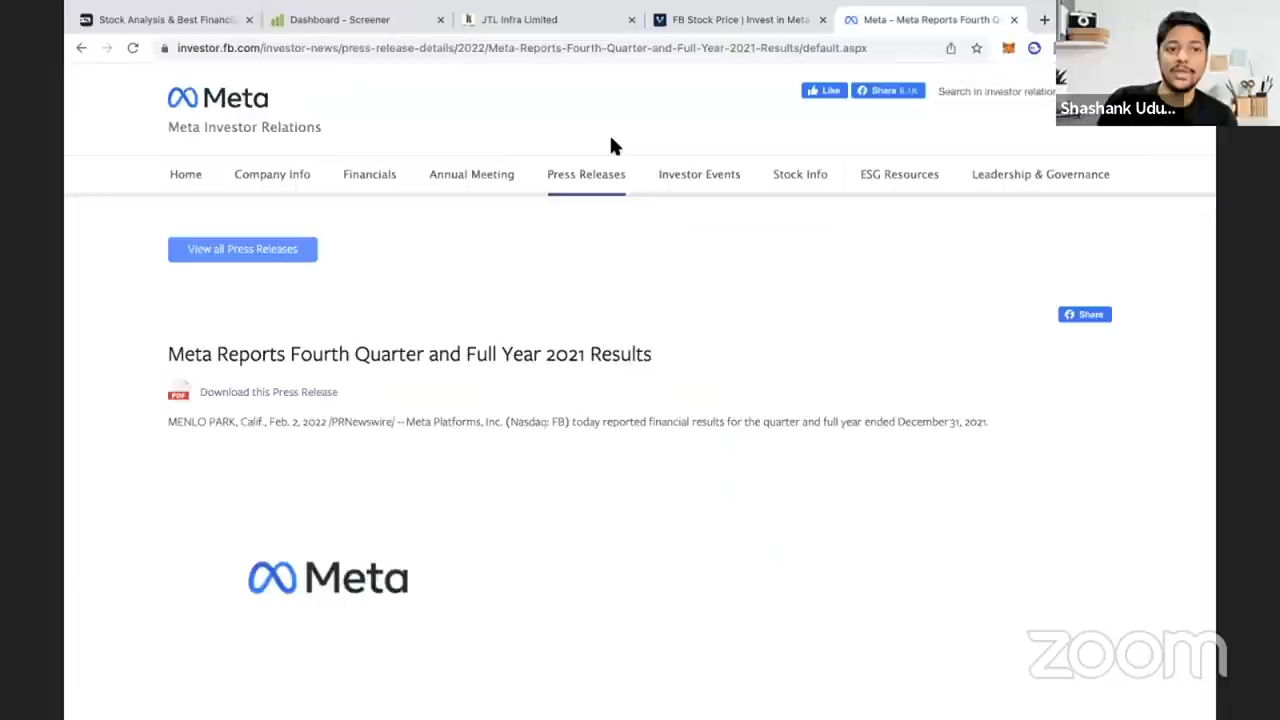 Stock Analysis & Best Financi
Dashboard - Screener
JTL Infra Limited
FB Stock Price | Invest in Meta
Meta - Meta Reports Fourth Q
investor.fb.com/investor-news/press-release-details/2022/Meta-Reports-Fourth-Quarter-and-Full-Year-2021-Results/default.aspx
Shashank Udu...
Meta
Meta Investor Relations
Like
Share 6.1K
Search in investor relation
Home
Company Info
Financials
Annual Meeting
Press Releases
Investor Events
Stock Info
ESG Resources
Leadership & Governance
View all Press Releases
Share
Meta Reports Fourth Quarter and Full Year 2021 Results
PDF
Download this Press Release
MENLO PARK, Calif., Feb. 2, 2022 /PRNewswire/ -- Meta Platforms, Inc. (Nasdaq: FB) today reported financial results for the quarter and full year ended December 31, 2021.
Meta
zoom